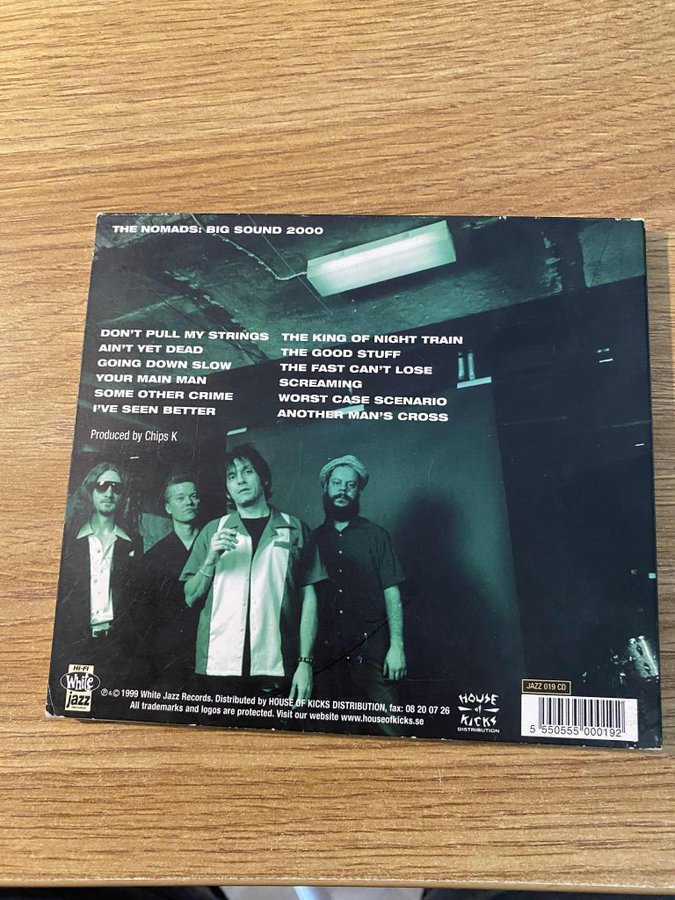 THE NOMADS: BIG SOUND 2000
DON'T PULL MY STRINGS
AIN'T YET DEAD
GOING DOWN SLOW
YOUR MAIN MAN
SOME OTHER CRIME
I'VE SEEN BETTER
THE KING OF NIGHT TRAIN
THE GOOD STUFF
THE FAST CAN'T LOSE
SCREAMING
WORST CASE SCENARIO
ANOTHER MAN'S CROSS
Produced by Chips K
HI-FI
White
jazz
℗&© 1999 White Jazz Records. Distributed by HOUSE OF KICKS DISTRIBUTION, fax: 08 20 07 26
All trademarks and logos are protected. Visit our website www.houseofkicks.se
HOUSE
of
KICKS
DISTRIBUTION
JAZZ 019 CD
5 550555 000192